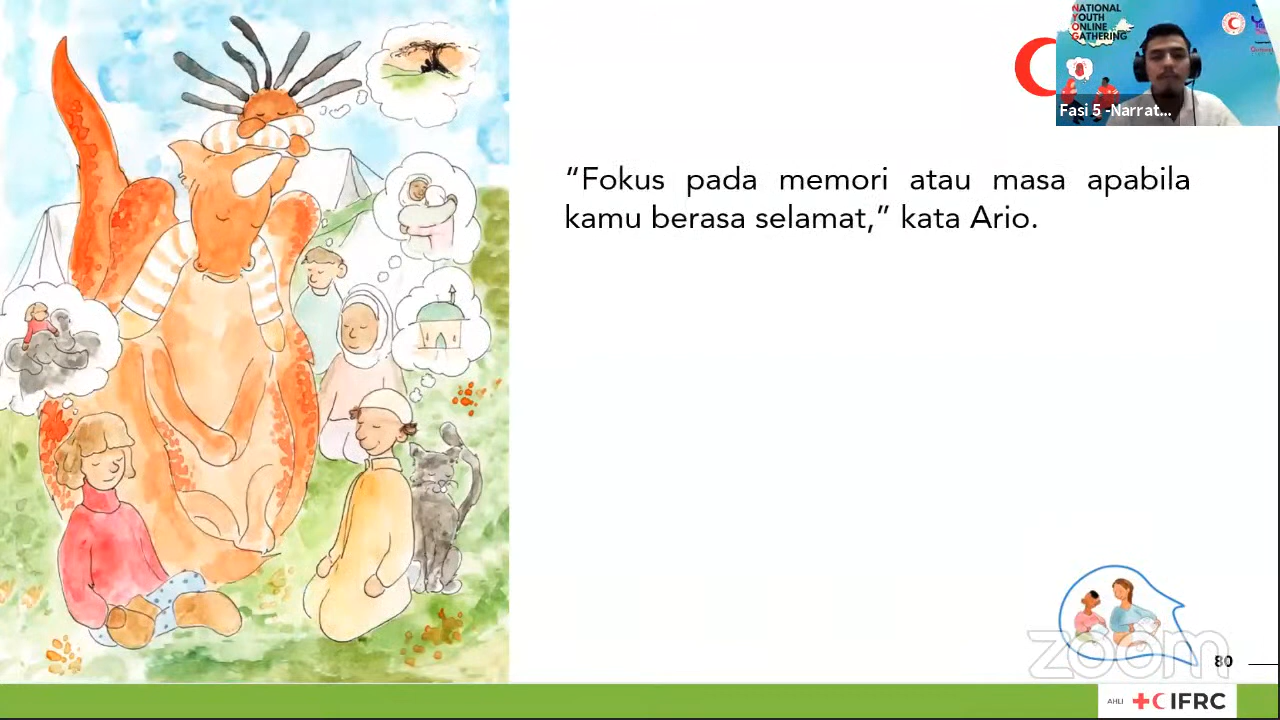 NATIONAL
YOUTH
ONLINE
GATHERING
Fasi 5 -Narrat...
“Fokus pada memori atau masa apabila
kamu berasa selamat,” kata Ario.
zoom
80
AHLI IFRC